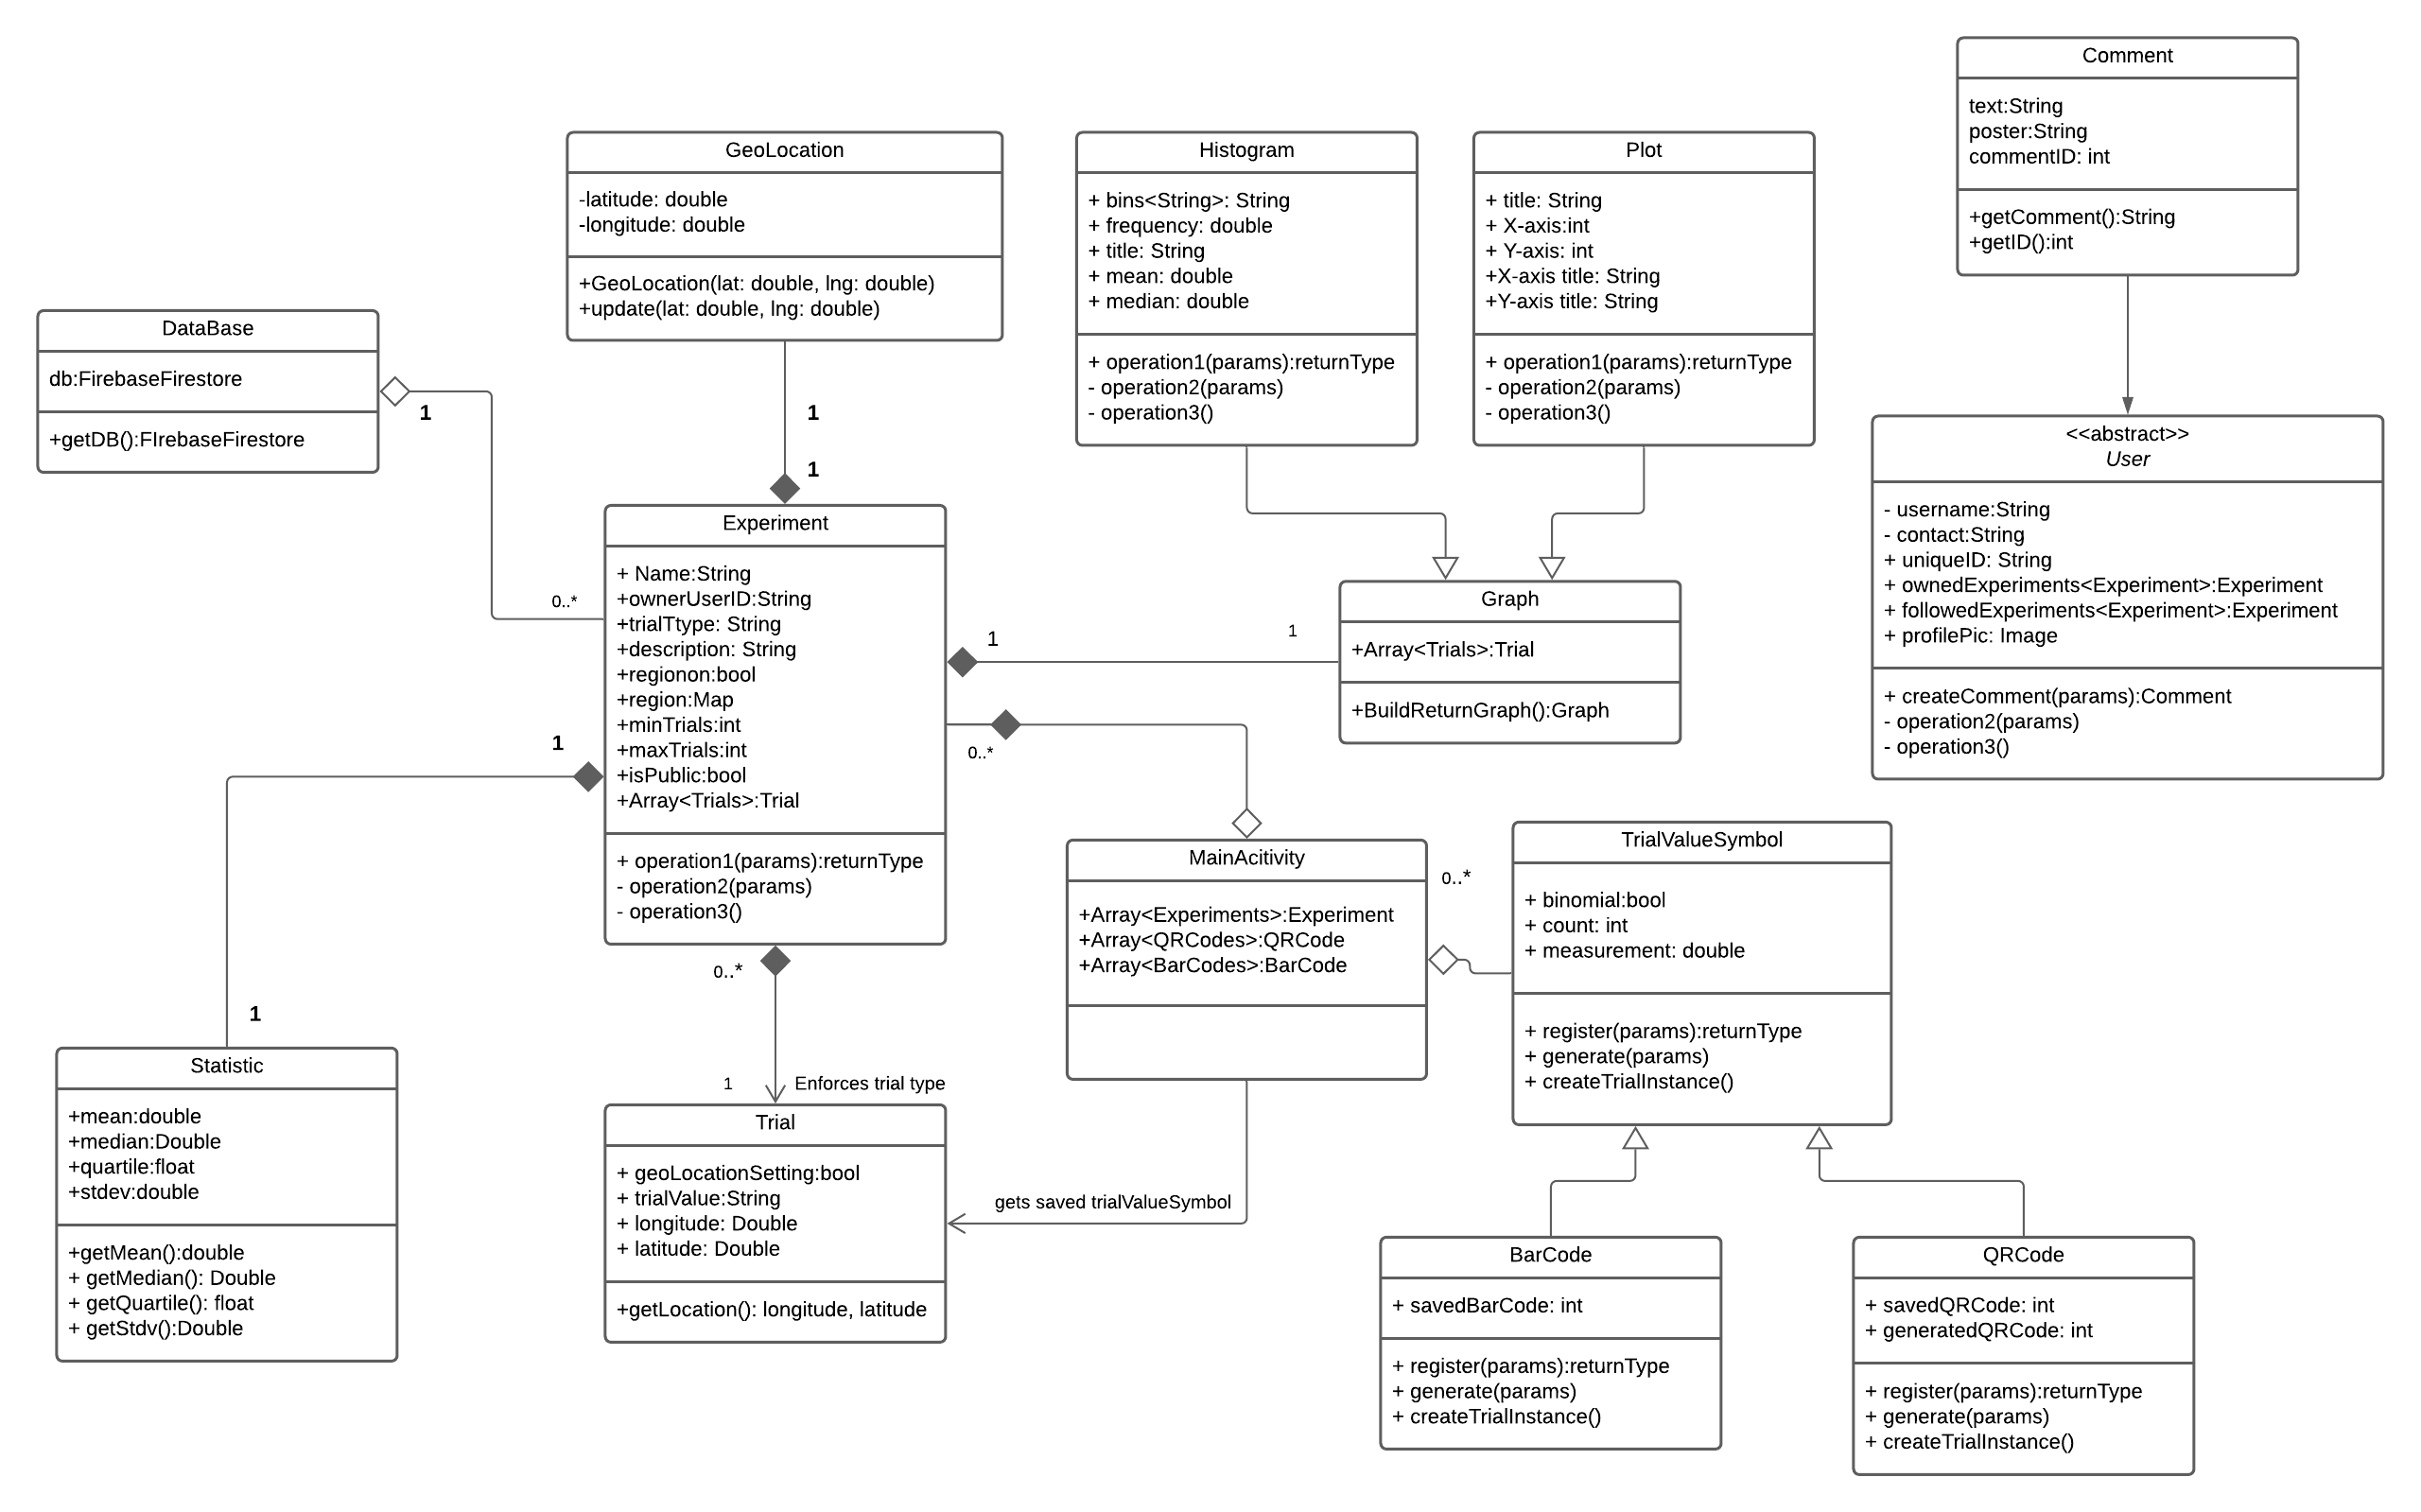 Comment
text:String
poster:String
commentID: int
+getComment():String
+getID():int
GeoLocation
-latitude: double
-longitude: double
+GeoLocation(lat: double, lng: double)
+update(lat: double, lng: double)
Histogram
+ bins<String>: String
+ frequency: double
+ title: String
+ mean: double
+ median: double
+ operation1(params):returnType
- operation2(params)
- operation3()
Plot
+ title: String
+ X-axis:int
+ Y-axis: int
+X-axis title: String
+Y-axis title: String
+ operation1(params):returnType
- operation2(params)
- operation3()
DataBase
db:FirebaseFirestore
+getDB():FIrebaseFirestore
1
1
1
0..*
<<abstract>>
User
- username:String
- contact:String
+ uniqueID: String
+ ownedExperiments<Experiment>:Experiment
+ followedExperiments<Experiment>:Experiment
+ profilePic: Image
+ createComment(params):Comment
- operation2(params)
- operation3()
Experiment
+ Name:String
+ownerUserID:String
+trialTtype: String
+description: String
+regionon:bool
+region:Map
+minTrials:int
+maxTrials:int
+isPublic:bool
+Array<Trials>:Trial
+ operation1(params):returnType
- operation2(params)
- operation3()
1
1
Graph
+Array<Trials>:Trial
+BuildReturnGraph():Graph
0..*
1
1
MainAcitivity
+Array<Experiments>:Experiment
+Array<QRCodes>:QRCode
+Array<BarCodes>:BarCode
0..*
TrialValueSymbol
+ binomial:bool
+ count: int
+ measurement: double
+ register(params):returnType
+ generate(params)
+ createTrialInstance()
0..*
1
Enforces trial type
Statistic
+mean:double
+median:Double
+quartile:float
+stdev:double
+getMean():double
+ getMedian(): Double
+ getQuartile(): float
+ getStdv():Double
Trial
+ geoLocationSetting:bool
+ trialValue:String
+ longitude: Double
+ latitude: Double
+getLocation(): longitude, latitude
gets saved trialValueSymbol
BarCode
+ savedBarCode: int
+ register(params):returnType
+ generate(params)
+ createTrialInstance()
QRCode
+ savedQRCode: int
+ generatedQRCode: int
+ register(params):returnType
+ generate(params)
+ createTrialInstance()